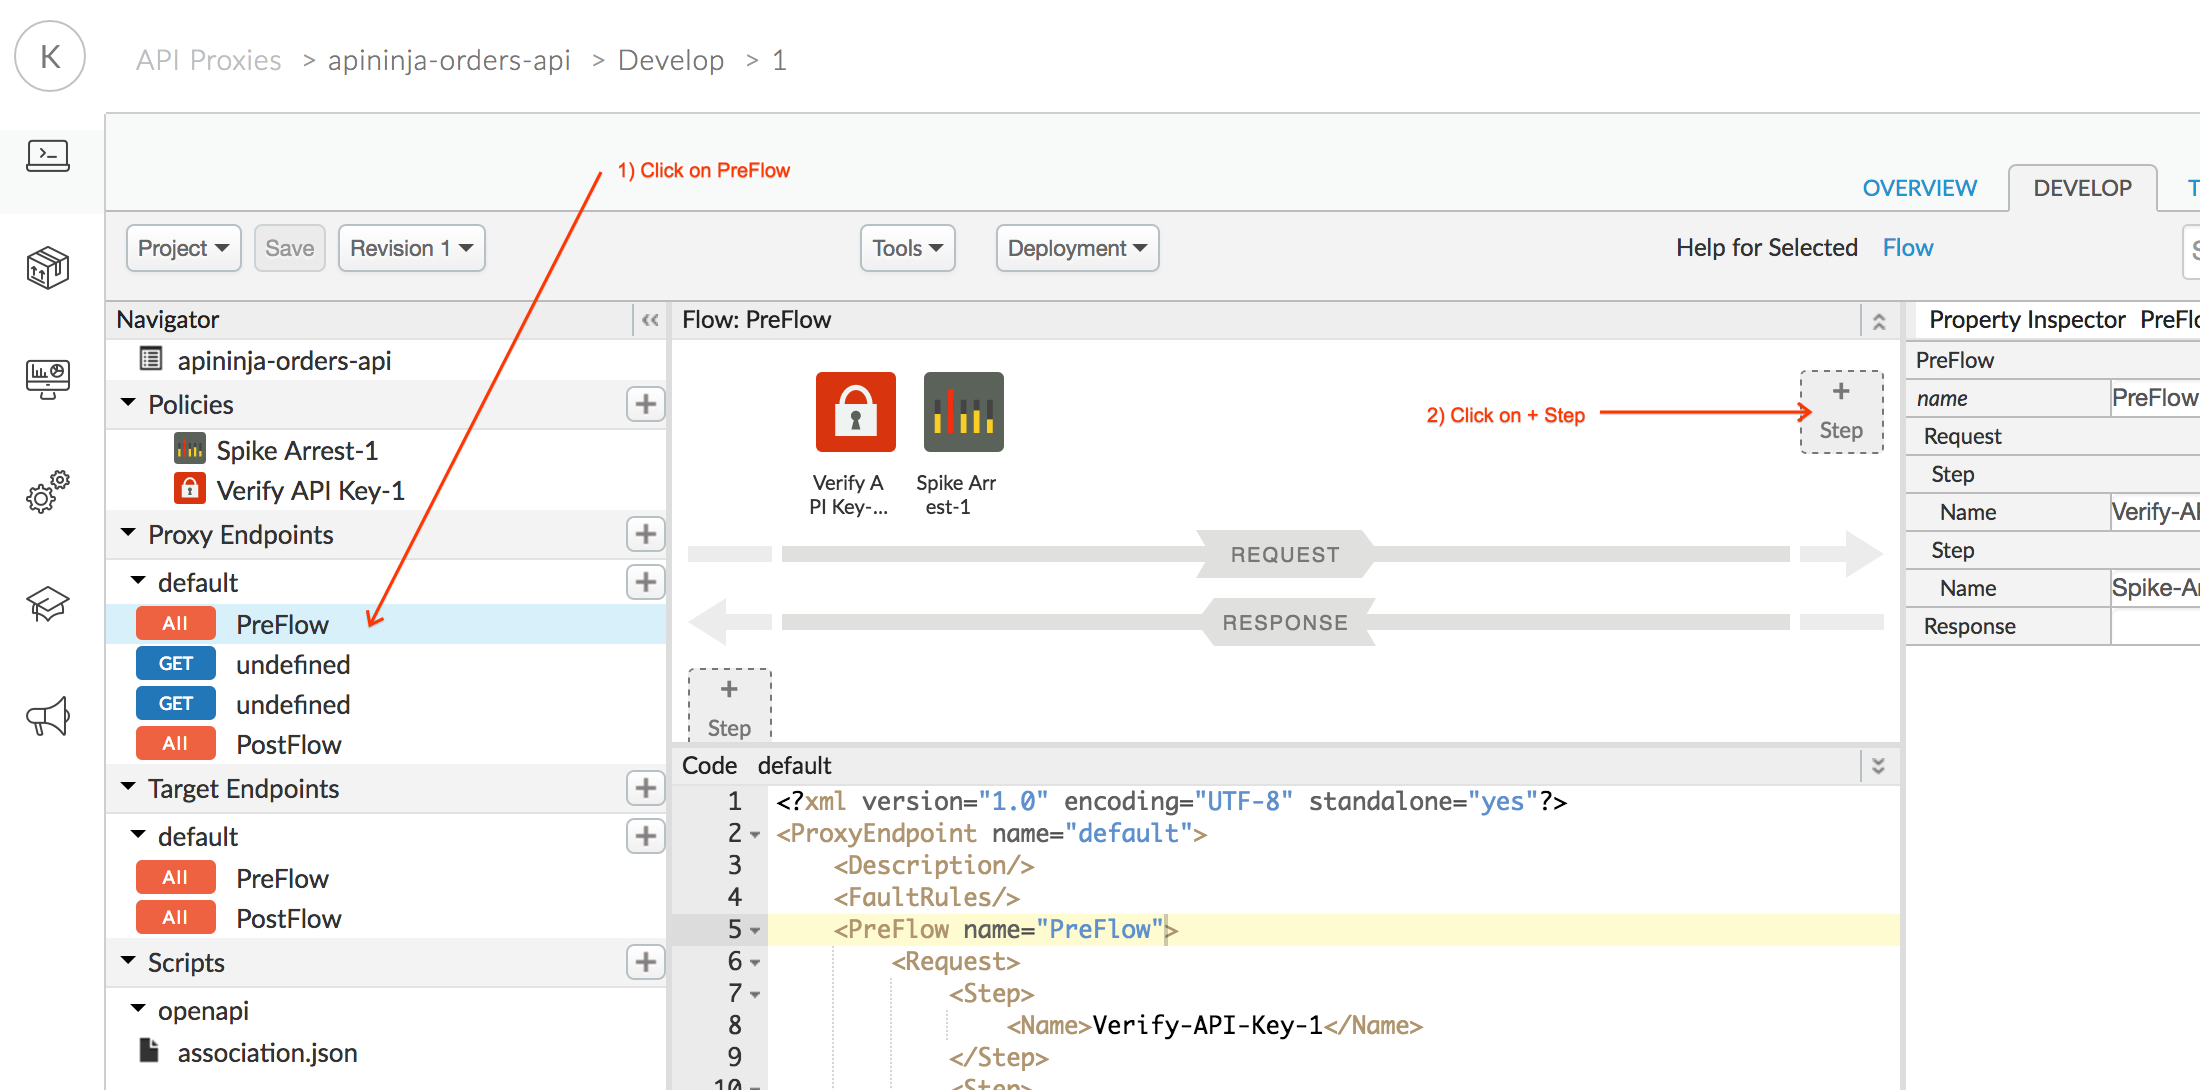 K
API Proxies > apininja-orders-api > Develop > 1
1) Click on PreFlow
OVERVIEW
DEVELOP
T
Project
Save
Revision 1
Tools
Deployment
Help for Selected Flow
Navigator
apininja-orders-api
Policies
Spike Arrest-1
Verify API Key-1
Proxy Endpoints
default
All PreFlow
GET undefined
GET undefined
All PostFlow
Target Endpoints
default
All PreFlow
All PostFlow
Scripts
openapi
association.json
Flow: PreFlow
Verify A
PI Key-...
Spike Arr
est-1
2) Click on + Step
+
Step
REQUEST
RESPONSE
+
Step
Code default
1 <?xml version="1.0" encoding="UTF-8" standalone="yes"?>
2 <ProxyEndpoint name="default">
3 <Description/>
4 <FaultRules/>
5 <PreFlow name="PreFlow">
6 <Request>
7 <Step>
8 <Name>Verify-API-Key-1</Name>
9 </Step>
10 <Step>
Property Inspector PreFlo
PreFlow
name PreFlow
Request
Step
Name Verify-AP
Step
Name Spike-Ar
Response